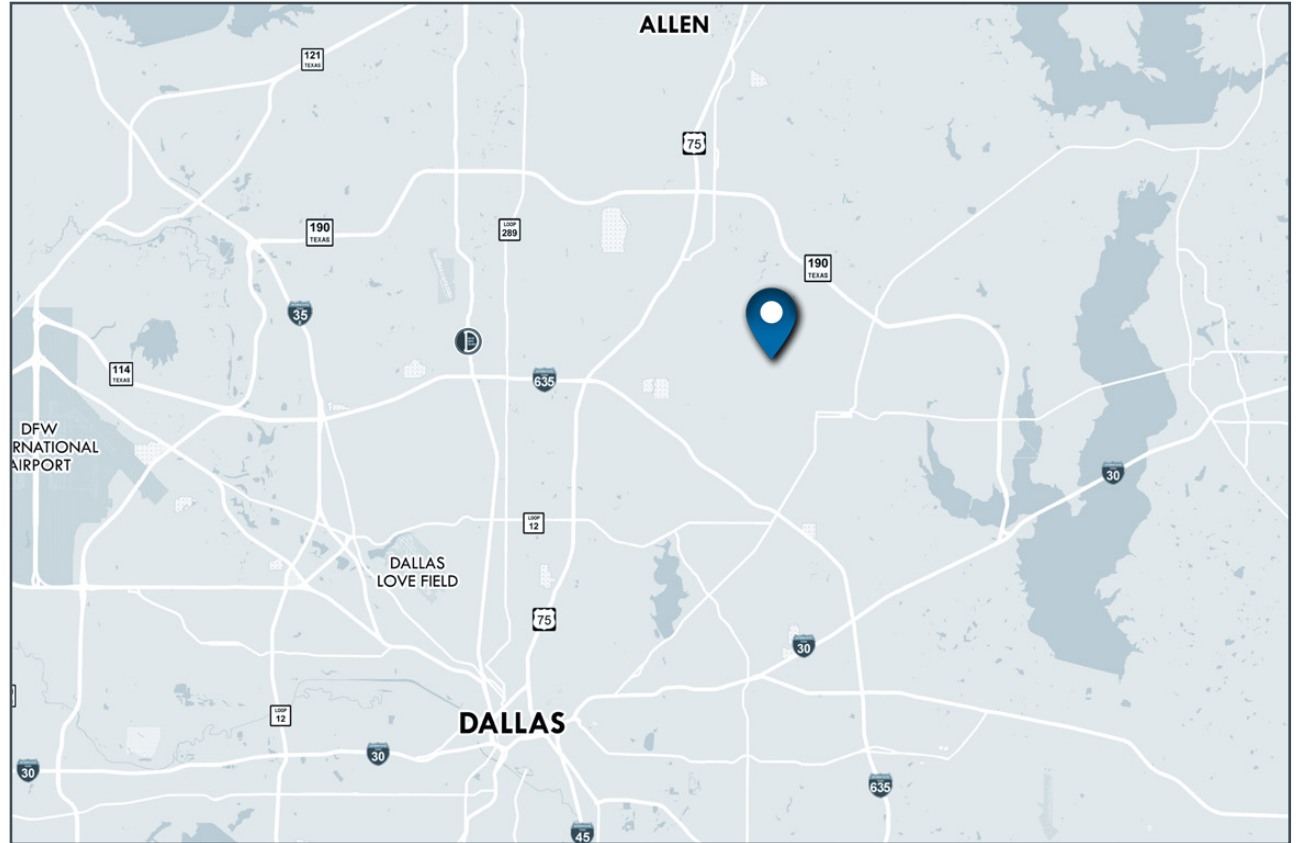 ALLEN
121
TEXAS
75
190
TEXAS
LOOP
289
190
TEXAS
35
D
114
TEXAS
635
DFW
RNATIONAL
AIRPORT
30
LOOP
12
DALLAS
LOVE FIELD
75
30
LOOP
12
DALLAS
30
30
635
45